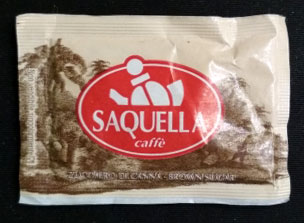 SAQUELLA
caffè
ZUCCHERO DI CANNA - BROWN SUGAR